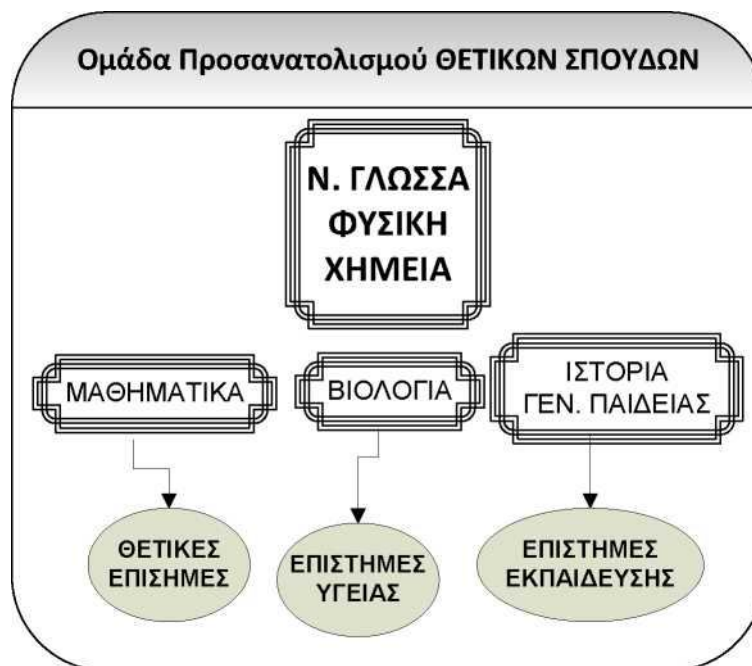 Ομάδα Προσανατολισμού ΘΕΤΙΚΩΝ ΣΠΟΥΔΩΝ
Ν. ΓΛΩΣΣΑ
ΦΥΣΙΚΗ
ΧΗΜΕΙΑ
ΜΑΘΗΜΑΤΙΚΑ
ΒΙΟΛΟΓΙΑ
ΙΣΤΟΡΙΑ
ΓΕΝ. ΠΑΙΔΕΙΑΣ
ΘΕΤΙΚΕΣ
ΕΠΙΣΗΜΕΣ
ΕΠΙΣΤΗΜΕΣ
ΥΓΕΙΑΣ
ΕΠΙΣΤΗΜΕΣ
ΕΚΠΑΙΔΕΥΣΗΣ